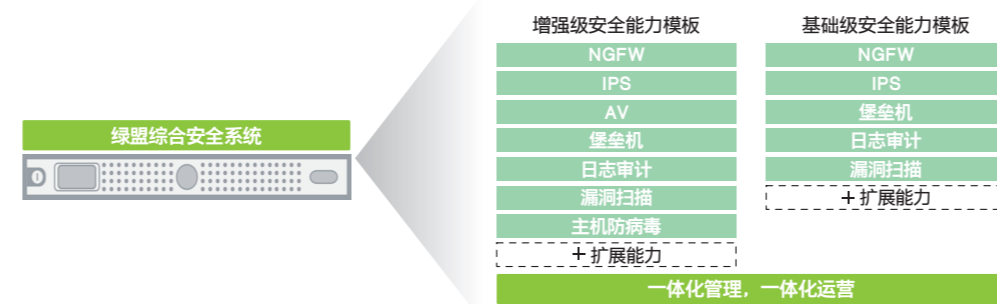 绿盟综合安全系统
增强级安全能力模板
NGFW
IPS
AV
堡垒机
日志审计
漏洞扫描
主机防病毒
+扩展能力
基础级安全能力模板
NGFW
IPS
堡垒机
日志审计
漏洞扫描
+扩展能力
一体化管理，一体化运营